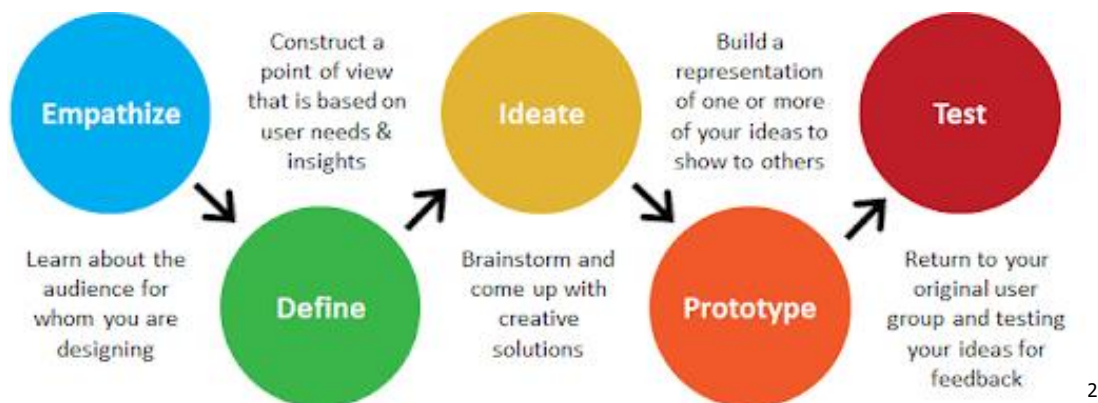 Empathize
Learn about the
audience for
whom you are
designing
Construct a
point of view
that is based on
user needs &
insights
Define
Ideate
Brainstorm and
come up with
creative
solutions
Build a
representation
of one or more
of your ideas to
show to others
Prototype
Test
Return to your
original user
group and testing
your ideas for
feedback
2